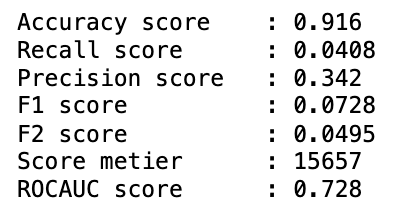 Accuracy score : 0.916
Recall score : 0.0408
Precision score : 0.342
F1 score : 0.0728
F2 score : 0.0495
Score metier : 15657
ROCAUC score : 0.728